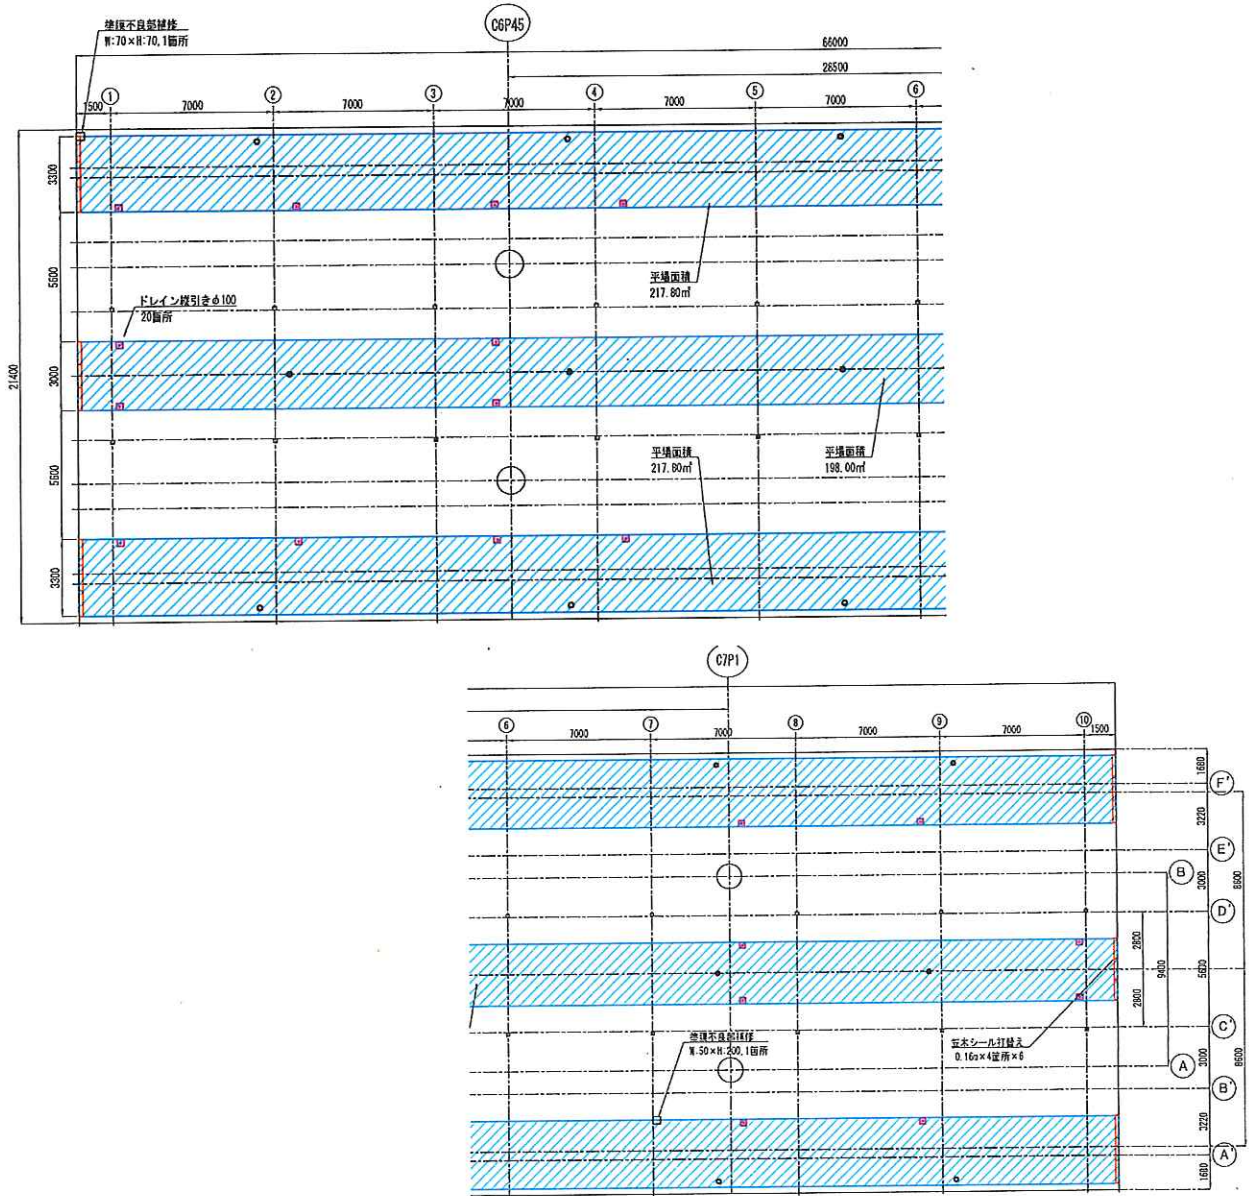 塗膜不良部補修
W:70×H:70,1箇所
C6P45
66000
28500
① ② ③ ④ ⑤ ⑥
1500 7000 7000 7000 7000 7000
3300
5600
3000
5600
3300
21400
平場面積
217.80㎡
ドレイン縦引きφ100
20箇所
平場面積
217.80㎡
平場面積
198.00㎡
C7P1
⑥ ⑦ ⑧ ⑨ ⑩
7000 7000 7000 7000 1500
1680
F'
3220
E'
B
3000
8600
D'
2800
9400
5600
2800
C'
塗膜不良部補修
W:50×H:200,1箇所
笠木シール打替え
0.16m×4箇所×6
3000
8600
A
B'
3220
A'
1680